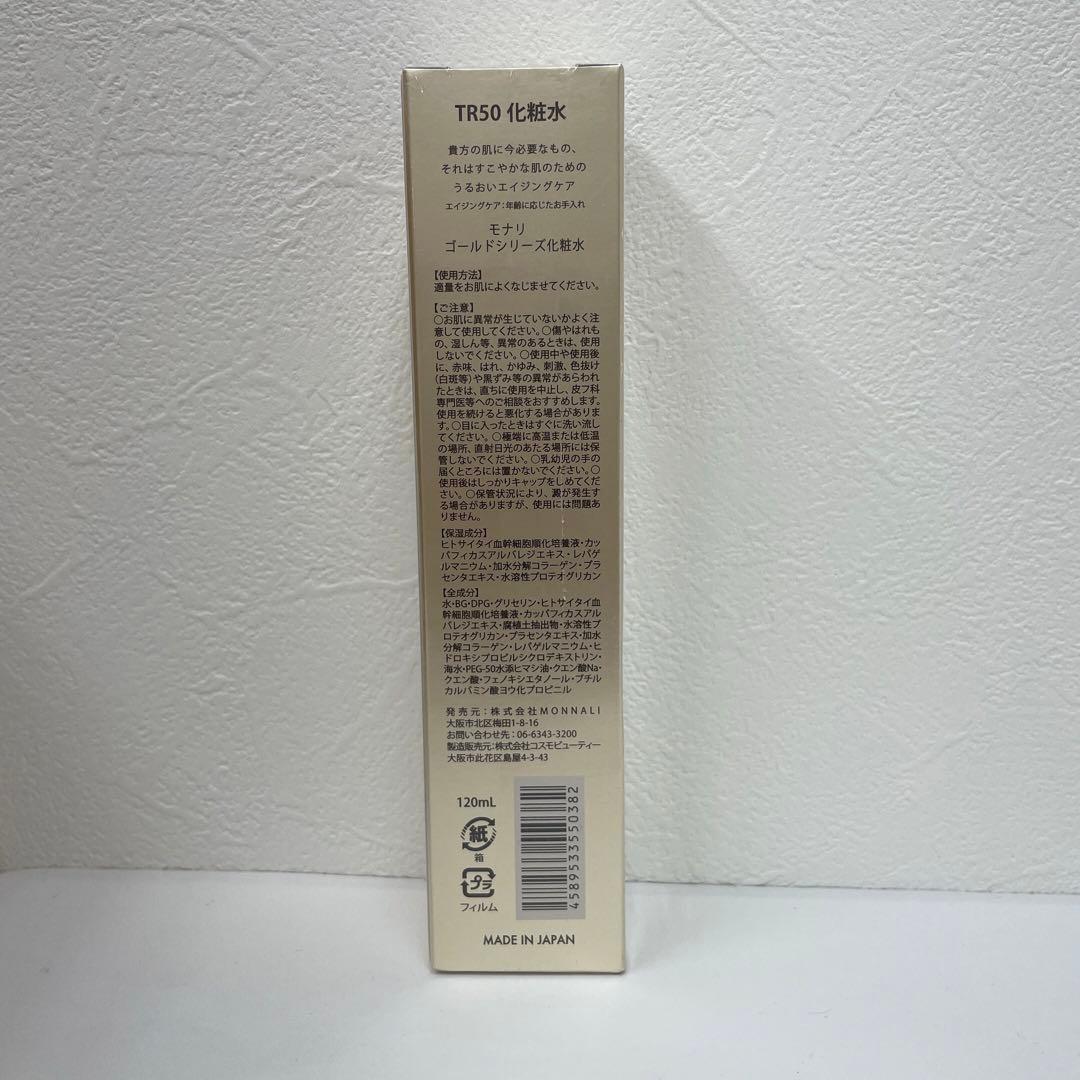 TR50 化粧水
貴方の肌に今必要なもの、
それはすこやかな肌のための
うるおいエイジングケア
エイジングケア:年齢に応じたお手入れ
モナリ
ゴールドシリーズ化粧水
【使用方法】
適量をお肌によくなじませてください。
【ご注意】
○お肌に異常が生じていないかよく注
意して使用してください。○傷やはれも
の、湿しん等、異常のあるときは、使用
しないでください。○使用中や使用後
に、赤味、はれ、かゆみ、刺激、色抜け
(白斑等)や黒ずみ等の異常があらわれ
たときは、直ちに使用を中止し、皮フ科
専門医等へのご相談をおすすめします。
使用を続けると悪化する場合がありま
す。○目に入ったときはすぐに洗い流し
てください。○極端に高温または低温
の場所、直射日光のあたる場所には保
管しないでください。○乳幼児の手の
届くところには置かないでください。○
使用後はしっかりキャップをしめてくだ
さい。○保管状況により、澱が発生す
る場合がありますが、使用には問題あ
りません。
【保湿成分】
ヒトサイタイ血幹細胞順化培養液・カッ
パフィカスアルバレジエキス・レパゲ
ルマニウム・加水分解コラーゲン・プラ
センタエキス・水溶性プロテオグリカン
【全成分】
水・BG・DPG・グリセリン・ヒトサイタイ血
幹細胞順化培養液・カッパフィカスアル
バレジエキス・腐植土抽出物・水溶性プ
ロテオグリカン・プラセンタエキス・加水
分解コラーゲン・レパゲルマニウム・ヒ
ドロキシプロピルシクロデキストリン・
海水・PEG-50水添ヒマシ油・クエン酸Na・
クエン酸・フェノキシエタノール・ブチル
カルバミン酸ヨウ化プロピニル
発売元:株式会社MONNALI
大阪市北区梅田1-8-16
お問い合わせ先:06-6343-3200
製造販売元:株式会社コスモビューティー
大阪市此花区島屋4-3-43
120mL
紙
箱
プラ
フィルム
4589533550382
MADE IN JAPAN